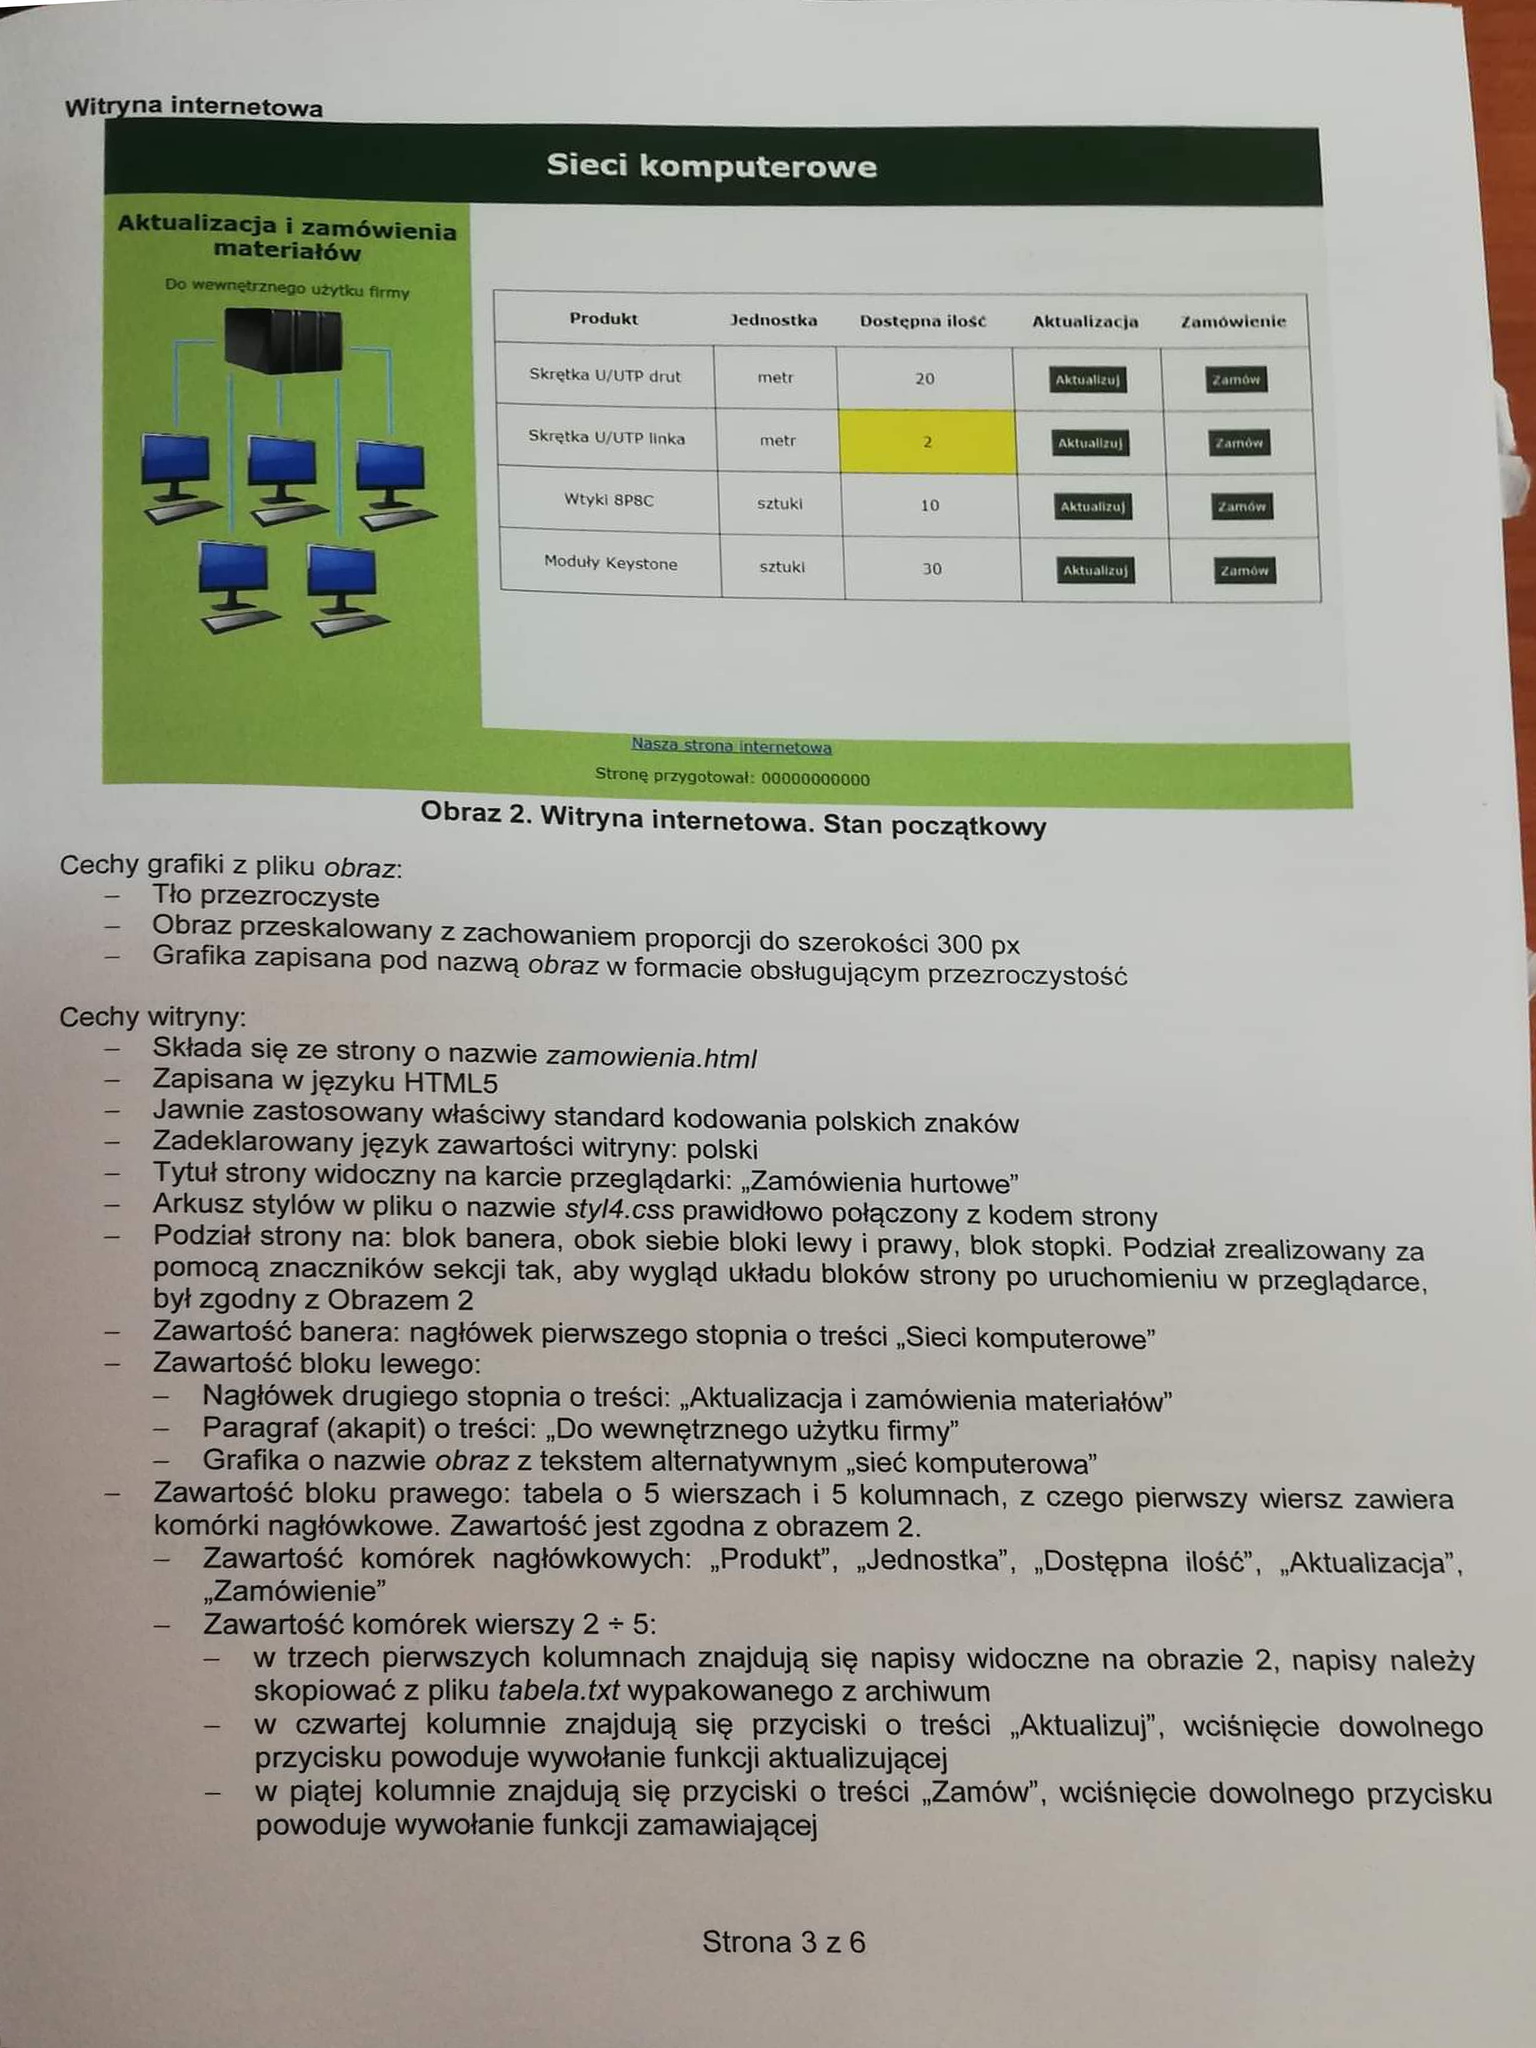 Witryna internetowa
Sieci komputerowe
Aktualizacja i zamówienia
materiałów
Do wewnętrznego użytku firmy
Produkt Jednostka Dostępna ilość Aktualizacja Zamówienie
Skrętka U/UTP drut metr 20 Aktualizuj Zamów
Skrętka U/UTP linka metr 2 Aktualizuj Zamów
Wtyki 8P8C sztuki 10 Aktualizuj Zamów
Moduły Keystone sztuki 30 Aktualizuj Zamów
Nasza strona internetowa
Stronę przygotował: 00000000000
Obraz 2. Witryna internetowa. Stan początkowy
Cechy grafiki z pliku obraz:
– Tło przezroczyste
– Obraz przeskalowany z zachowaniem proporcji do szerokości 300 px
– Grafika zapisana pod nazwą obraz w formacie obsługującym przezroczystość
Cechy witryny:
– Składa się ze strony o nazwie zamowienia.html
– Zapisana w języku HTML5
– Jawnie zastosowany właściwy standard kodowania polskich znaków
– Zadeklarowany język zawartości witryny: polski
– Tytuł strony widoczny na karcie przeglądarki: „Zamówienia hurtowe”
– Arkusz stylów w pliku o nazwie styl4.css prawidłowo połączony z kodem strony
– Podział strony na: blok banera, obok siebie bloki lewy i prawy, blok stopki. Podział zrealizowany za
pomocą znaczników sekcji tak, aby wygląd układu bloków strony po uruchomieniu w przeglądarce,
był zgodny z Obrazem 2
– Zawartość banera: nagłówek pierwszego stopnia o treści „Sieci komputerowe”
– Zawartość bloku lewego:
– Nagłówek drugiego stopnia o treści: „Aktualizacja i zamówienia materiałów”
– Paragraf (akapit) o treści: „Do wewnętrznego użytku firmy”
– Grafika o nazwie obraz z tekstem alternatywnym „sieć komputerowa”
– Zawartość bloku prawego: tabela o 5 wierszach i 5 kolumnach, z czego pierwszy wiersz zawiera
komórki nagłówkowe. Zawartość jest zgodna z obrazem 2.
– Zawartość komórek nagłówkowych: „Produkt”, „Jednostka”, „Dostępna ilość”, „Aktualizacja”,
„Zamówienie”
– Zawartość komórek wierszy 2 ÷ 5:
– w trzech pierwszych kolumnach znajdują się napisy widoczne na obrazie 2, napisy należy
skopiować z pliku tabela.txt wypakowanego z archiwum
– w czwartej kolumnie znajdują się przyciski o treści „Aktualizuj”, wciśnięcie dowolnego
przycisku powoduje wywołanie funkcji aktualizującej
– w piątej kolumnie znajdują się przyciski o treści „Zamów”, wciśnięcie dowolnego przycisku
powoduje wywołanie funkcji zamawiającej
Strona 3 z 6